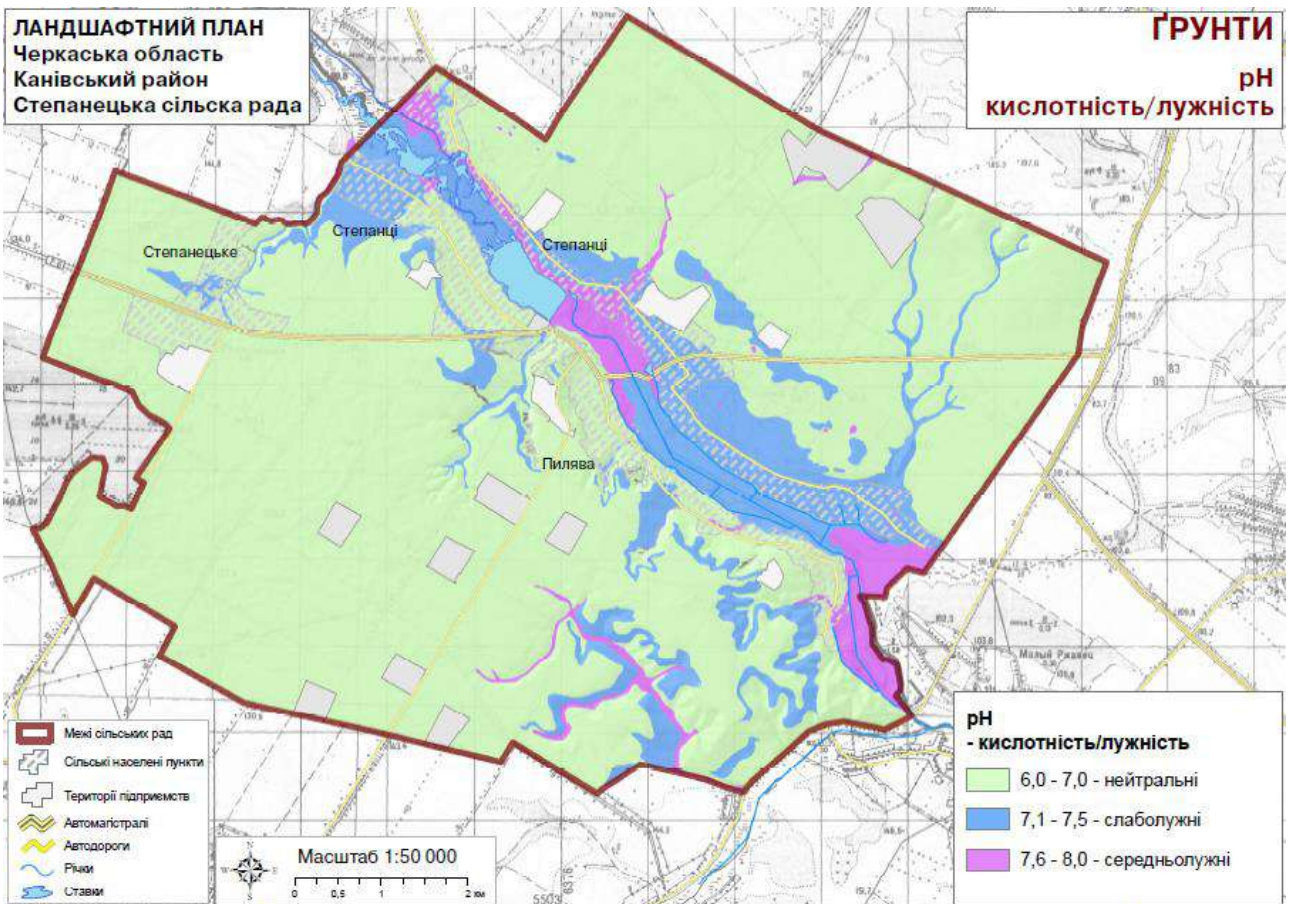 ЛАНДШАФТНИЙ ПЛАН
Черкаська область
Канівський район
Степанецька сільска рада
ҐРУНТИ
pH
кислотність/лужність
Степанецьке
Степанці
Степанці
Пилява
Малый Ржавец
Межі сільських рад
Сільські населені пункти
Території підприємств
Автомагістралі
Автодороги
Річки
Ставки
N
W
E
S
Масштаб 1:50 000
0 0,5 1 2 км
pH
- кислотність/лужність
6,0 - 7,0 - нейтральні
7,1 - 7,5 - слаболужні
7,6 - 8,0 - середньолужні